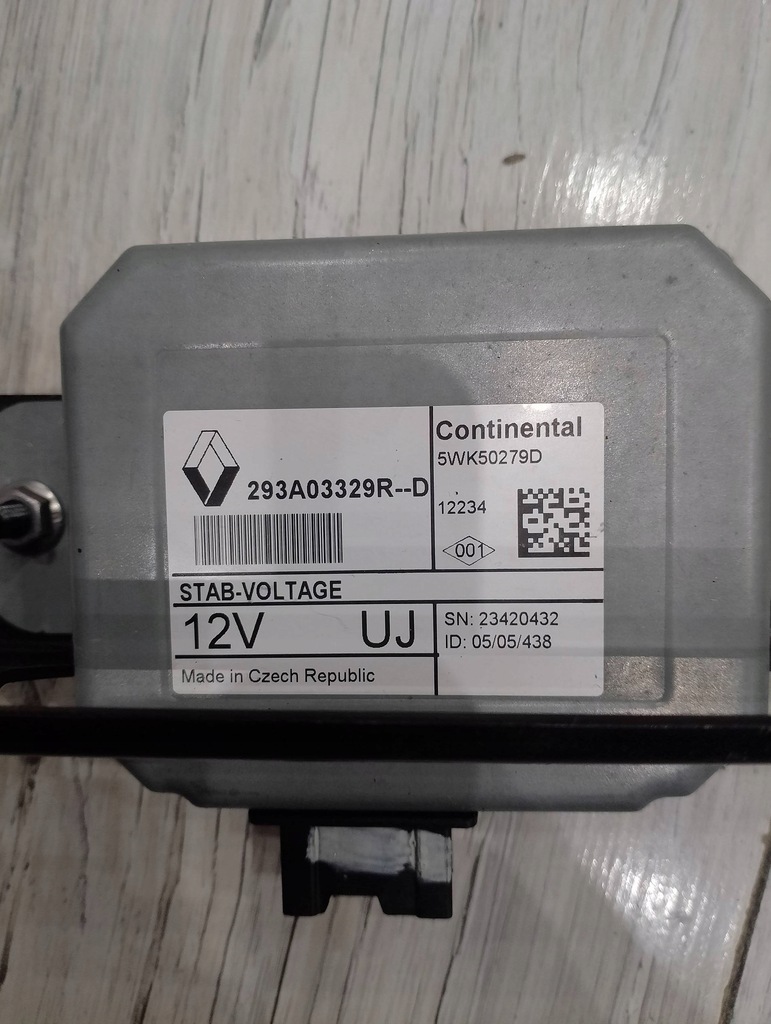 293A03329R--D
Continental
5WK50279D
12234
001
STAB-VOLTAGE
12V UJ
SN: 23420432
ID: 05/05/438
Made in Czech Republic